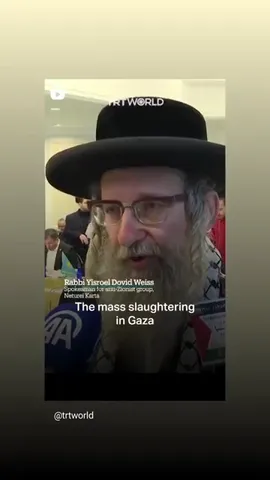 TRT WORLD
Rabbi Yisroel Dovid Weiss
Spokesman for anti-Zionist group,
Neturei Karta
The mass slaughtering
in Gaza
AA
@trtworld